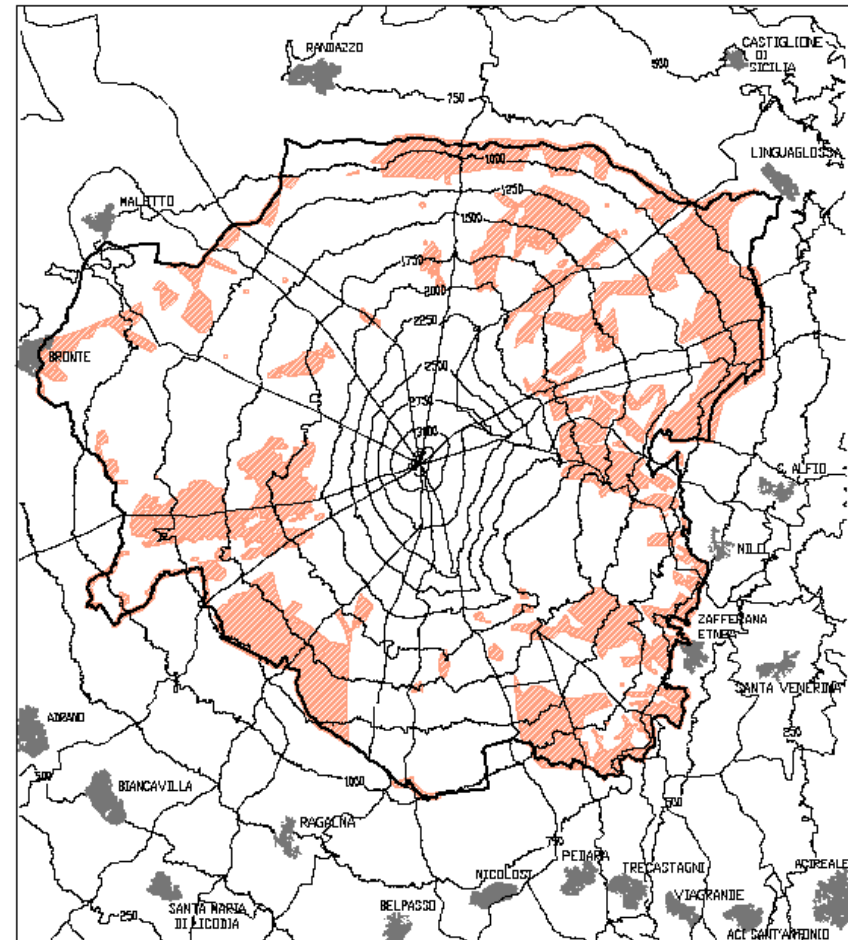 RANDAZZO
CASTIGLIONE
DI
SICILIA
500
750
LINGUAGLOSSA
1000
1250
1500
MALETTO
1750
2000
2250
BRONTE
2500
2750
3000
S. ALFIO
MILO
ZAFFERANA
ETNEA
SANTA VENERINA
ADRANO
250
500
1000
BIANCAVILLA
500
RAGALNA
750
PEDARA
NICOLOSI
TRECASTAGNI
ACIREALE
250
SANTA MARIA
DI LICODIA
BELPASSO
VIAGRANDE
ACI SANT'ANTONIO